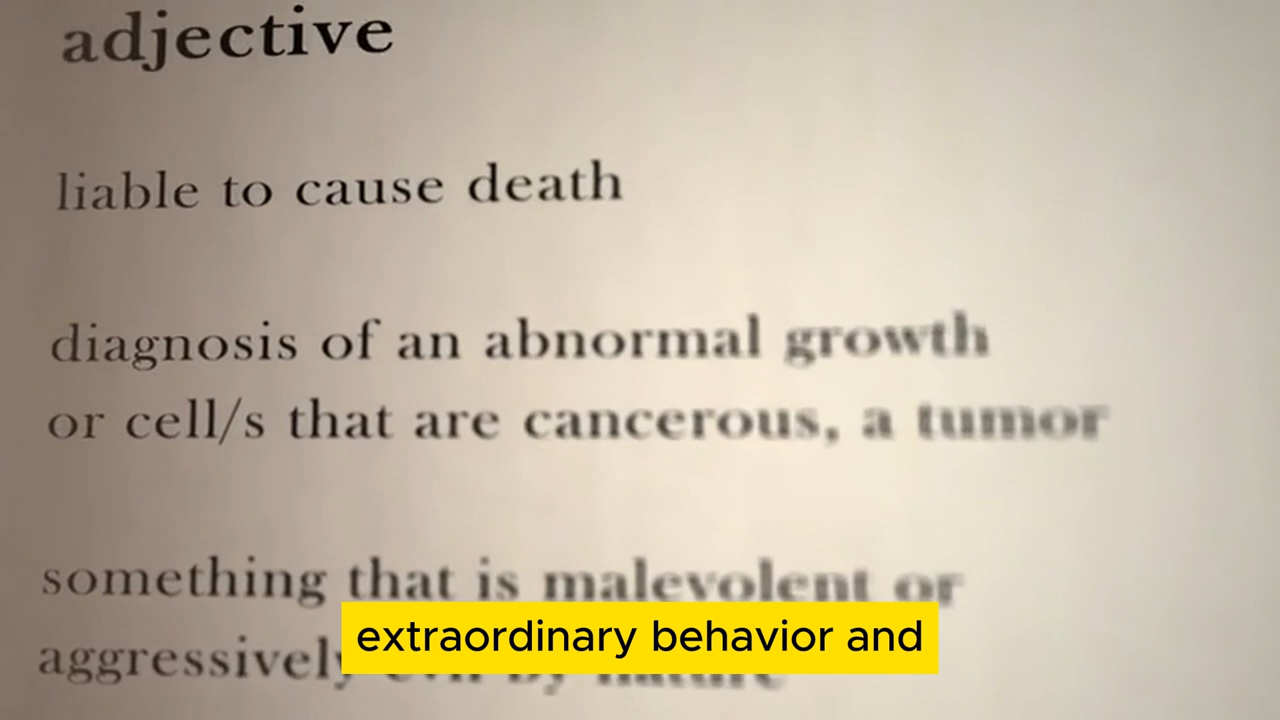 adjective
liable to cause death
diagnosis of an abnormal growth
or cell/s that are cancerous, a tumor
something that is malevolent or
aggressively
extraordinary behavior and